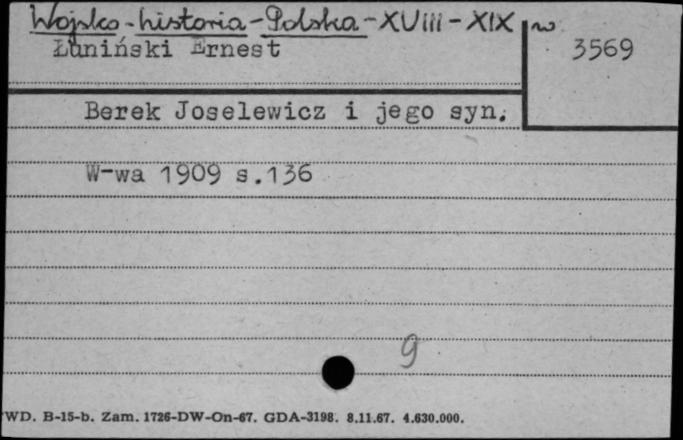 Wojsko - historia - Polska - XVIII - XIX w
Łuniński Ernest
3569
Berek Joselewicz i jego syn.
W-wa 1909 s.136
9
WD. B-15-b. Zam. 1726-DW-On-67. GDA-3198. 8.11.67. 4.630.000.